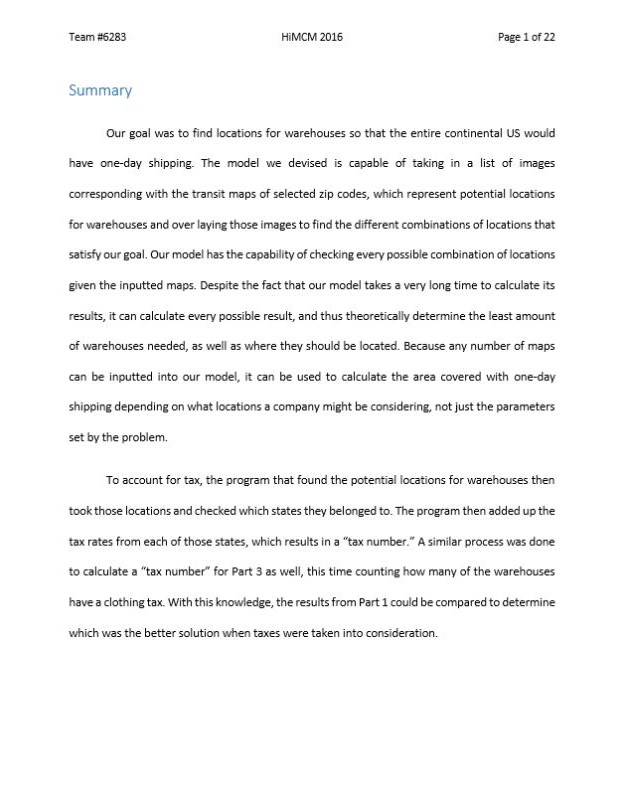 Team #6283 HiMCM 2016 Page 1 of 22
Summary
Our goal was to find locations for warehouses so that the entire continental US would
have one-day shipping. The model we devised is capable of taking in a list of images
corresponding with the transit maps of selected zip codes, which represent potential locations
for warehouses and over laying those images to find the different combinations of locations that
satisfy our goal. Our model has the capability of checking every possible combination of locations
given the inputted maps. Despite the fact that our model takes a very long time to calculate its
results, it can calculate every possible result, and thus theoretically determine the least amount
of warehouses needed, as well as where they should be located. Because any number of maps
can be inputted into our model, it can be used to calculate the area covered with one-day
shipping depending on what locations a company might be considering, not just the parameters
set by the problem.
To account for tax, the program that found the potential locations for warehouses then
took those locations and checked which states they belonged to. The program then added up the
tax rates from each of those states, which results in a “tax number.” A similar process was done
to calculate a “tax number” for Part 3 as well, this time counting how many of the warehouses
have a clothing tax. With this knowledge, the results from Part 1 could be compared to determine
which was the better solution when taxes were taken into consideration.